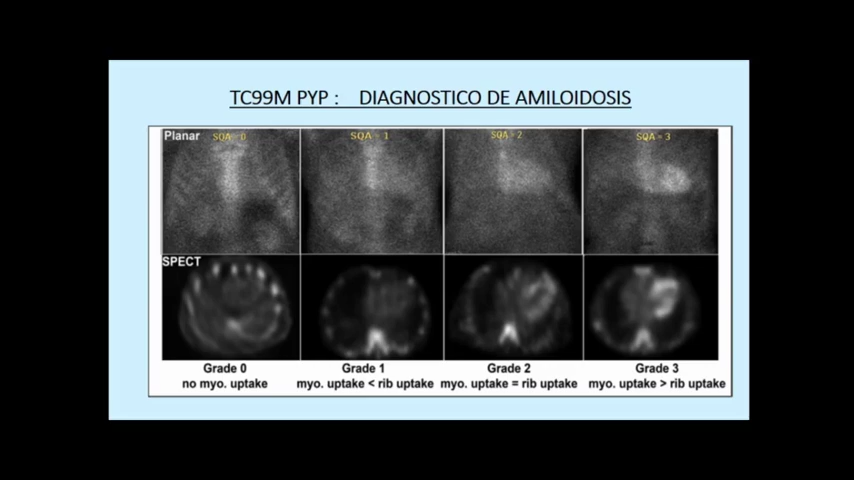 TC99M PYP : DIAGNOSTICO DE AMILOIDOSIS
Planar SQA = 0 SQA = 1 SQA = 2 SQA = 3
SPECT
Grade 0 Grade 1 Grade 2 Grade 3
no myo. uptake myo. uptake < rib uptake myo. uptake = rib uptake myo. uptake > rib uptake